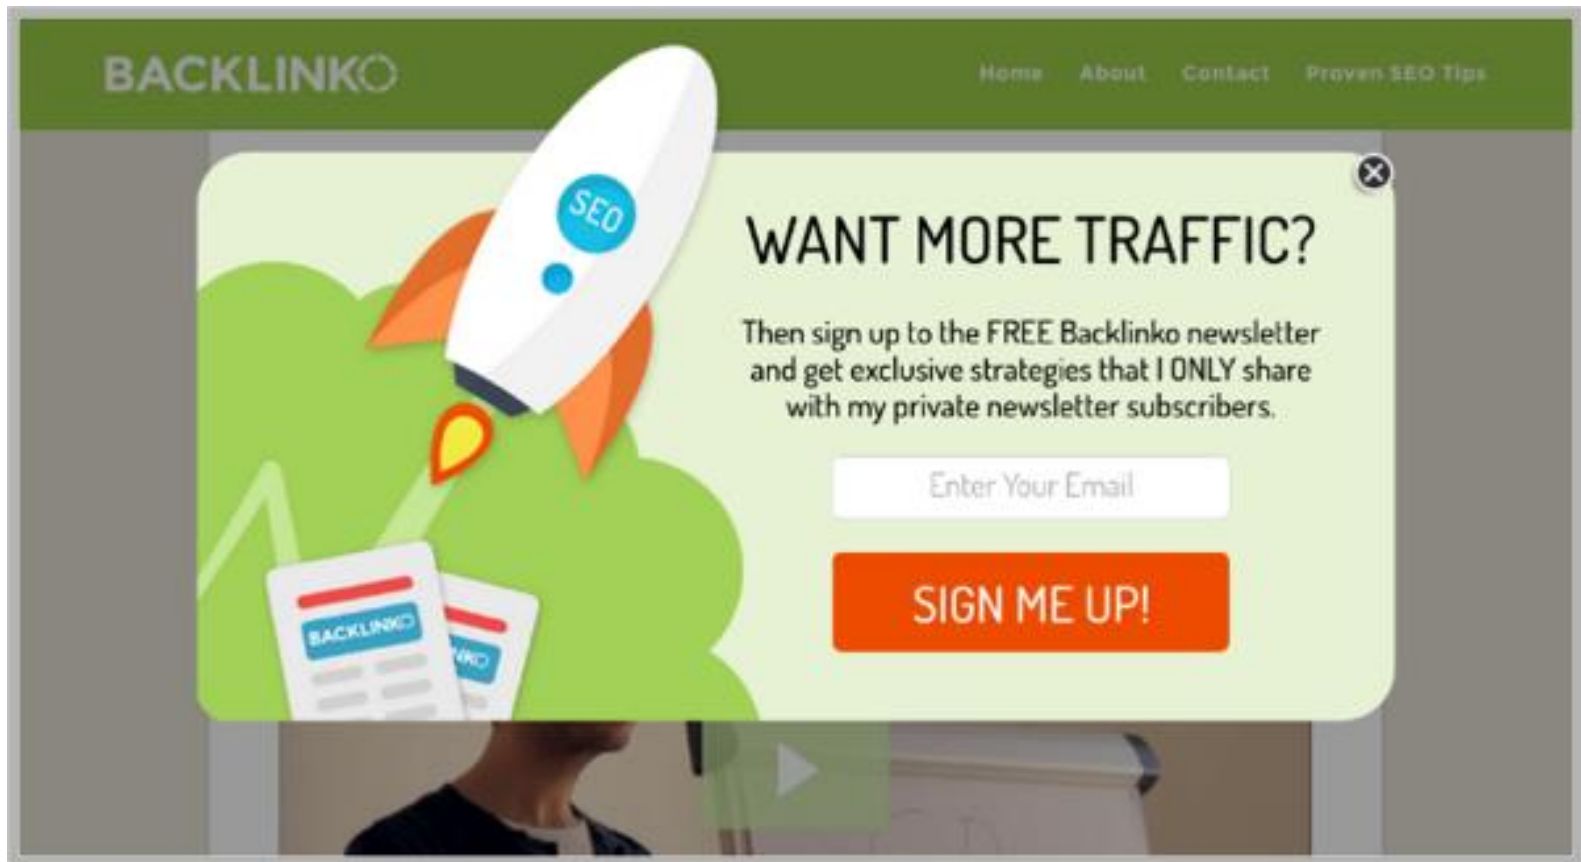 BACKLINKO
Home About Contact Proven SEO Tips
SEO
WANT MORE TRAFFIC?
Then sign up to the FREE Backlinko newsletter
and get exclusive strategies that I ONLY share
with my private newsletter subscribers.
Enter Your Email
SIGN ME UP!
BACKLINKO
NKO